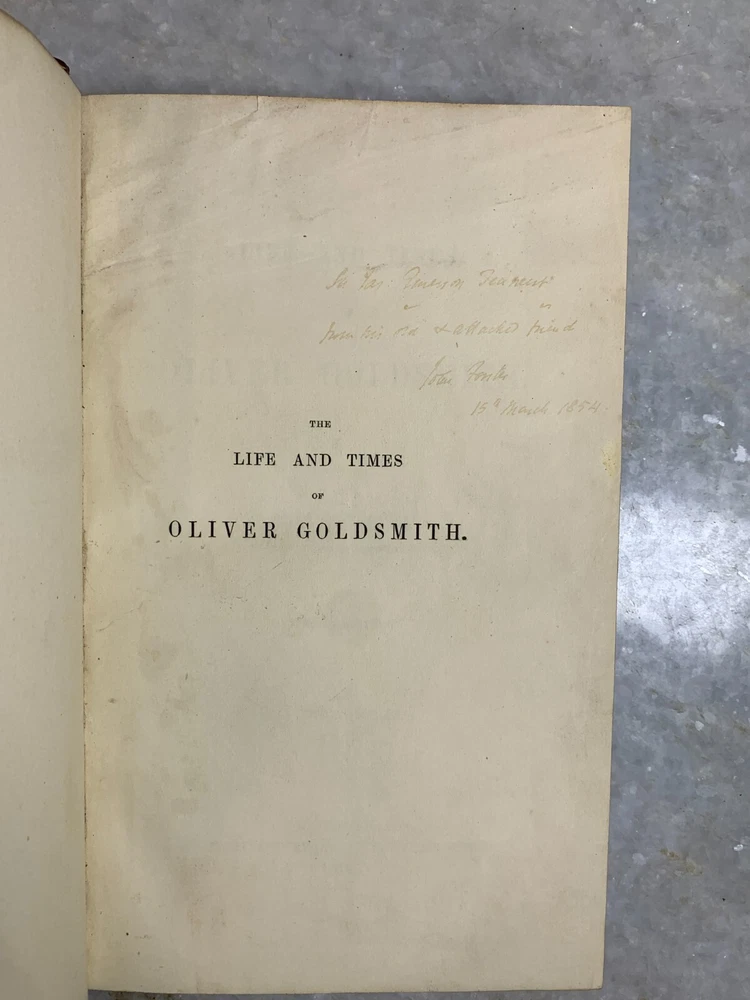 Sir Jas. Emerson Tennent
from his old & attached friend
John Forster
15th March 1854
THE
LIFE AND TIMES
OF
OLIVER GOLDSMITH.